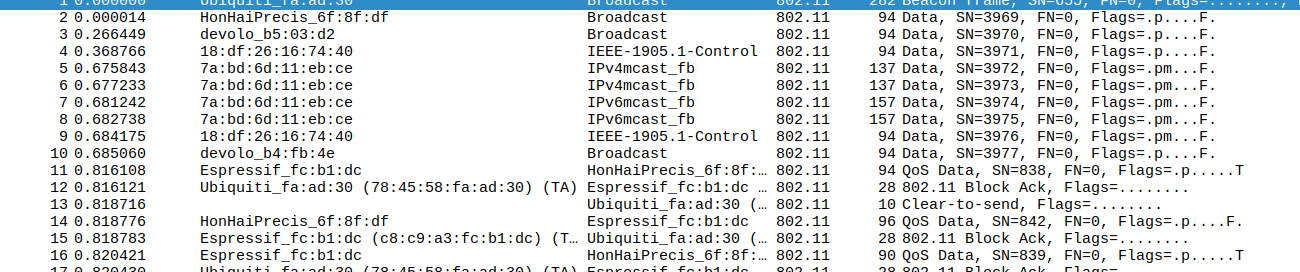 1 0.000000 Ubiquiti_fa:ad:30 Broadcast 802.11 282 Beacon frame, SN=655, FN=0, Flags=........,
2 0.000014 HonHaiPrecis_6f:8f:df Broadcast 802.11 94 Data, SN=3969, FN=0, Flags=.p....F.
3 0.266449 devolo_b5:03:d2 Broadcast 802.11 94 Data, SN=3970, FN=0, Flags=.p....F.
4 0.368766 18:df:26:16:74:40 IEEE-1905.1-Control 802.11 94 Data, SN=3971, FN=0, Flags=.p....F.
5 0.675843 7a:bd:6d:11:eb:ce IPv4mcast_fb 802.11 137 Data, SN=3972, FN=0, Flags=.pm...F.
6 0.677233 7a:bd:6d:11:eb:ce IPv4mcast_fb 802.11 137 Data, SN=3973, FN=0, Flags=.pm...F.
7 0.681242 7a:bd:6d:11:eb:ce IPv6mcast_fb 802.11 157 Data, SN=3974, FN=0, Flags=.pm...F.
8 0.682738 7a:bd:6d:11:eb:ce IPv6mcast_fb 802.11 157 Data, SN=3975, FN=0, Flags=.pm...F.
9 0.684175 18:df:26:16:74:40 IEEE-1905.1-Control 802.11 94 Data, SN=3976, FN=0, Flags=.pm...F.
10 0.685060 devolo_b4:fb:4e Broadcast 802.11 94 Data, SN=3977, FN=0, Flags=.p....F.
11 0.816108 Espressif_fc:b1:dc HonHaiPrecis_6f:8f:… 802.11 94 QoS Data, SN=838, FN=0, Flags=.p.....T
12 0.816121 Ubiquiti_fa:ad:30 (78:45:58:fa:ad:30) (TA) Espressif_fc:b1:dc … 802.11 28 802.11 Block Ack, Flags=........
13 0.818716 Ubiquiti_fa:ad:30 (… 802.11 10 Clear-to-send, Flags=........
14 0.818776 HonHaiPrecis_6f:8f:df Espressif_fc:b1:dc 802.11 96 QoS Data, SN=842, FN=0, Flags=.p....F.
15 0.818783 Espressif_fc:b1:dc (c8:c9:a3:fc:b1:dc) (T… Ubiquiti_fa:ad:30 (… 802.11 28 802.11 Block Ack, Flags=........
16 0.820421 Espressif_fc:b1:dc HonHaiPrecis_6f:8f:… 802.11 90 QoS Data, SN=839, FN=0, Flags=.p.....T
17 0.820430 Ubiquiti_fa:ad:30 (78:45:58:fa:ad:30) (TA) Espressif_fc:b1:dc 802.11 28 802.11 Block Ack, Flags=